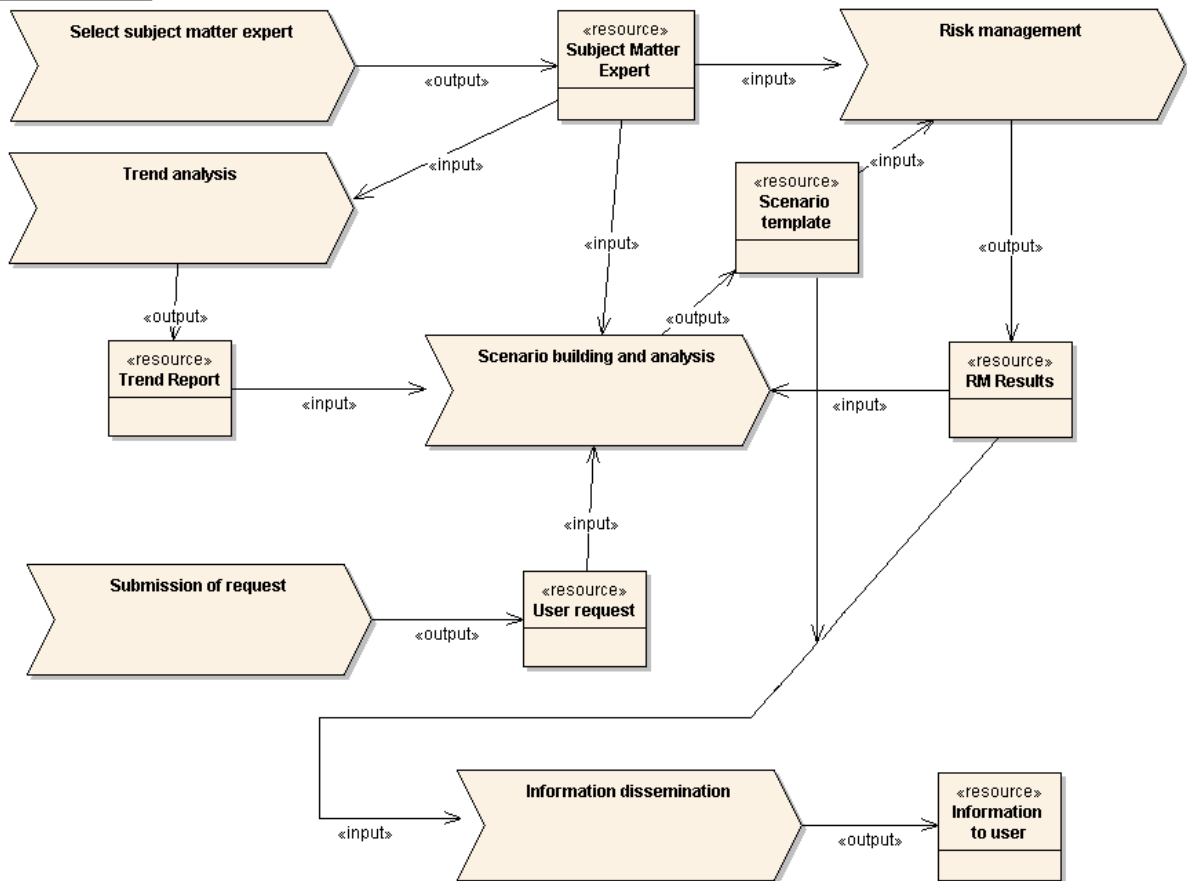 Select subject matter expert
«resource»
Subject Matter
Expert
Risk management
«output»
«input»
Trend analysis
«input»
«input»
«resource»
Scenario
template
«input»
«output»
«output»
«output»
«resource»
Trend Report
Scenario building and analysis
«resource»
RM Results
«input»
«input»
«input»
Submission of request
«resource»
User request
«output»
Information dissemination
«resource»
Information
to user
«input»
«output»